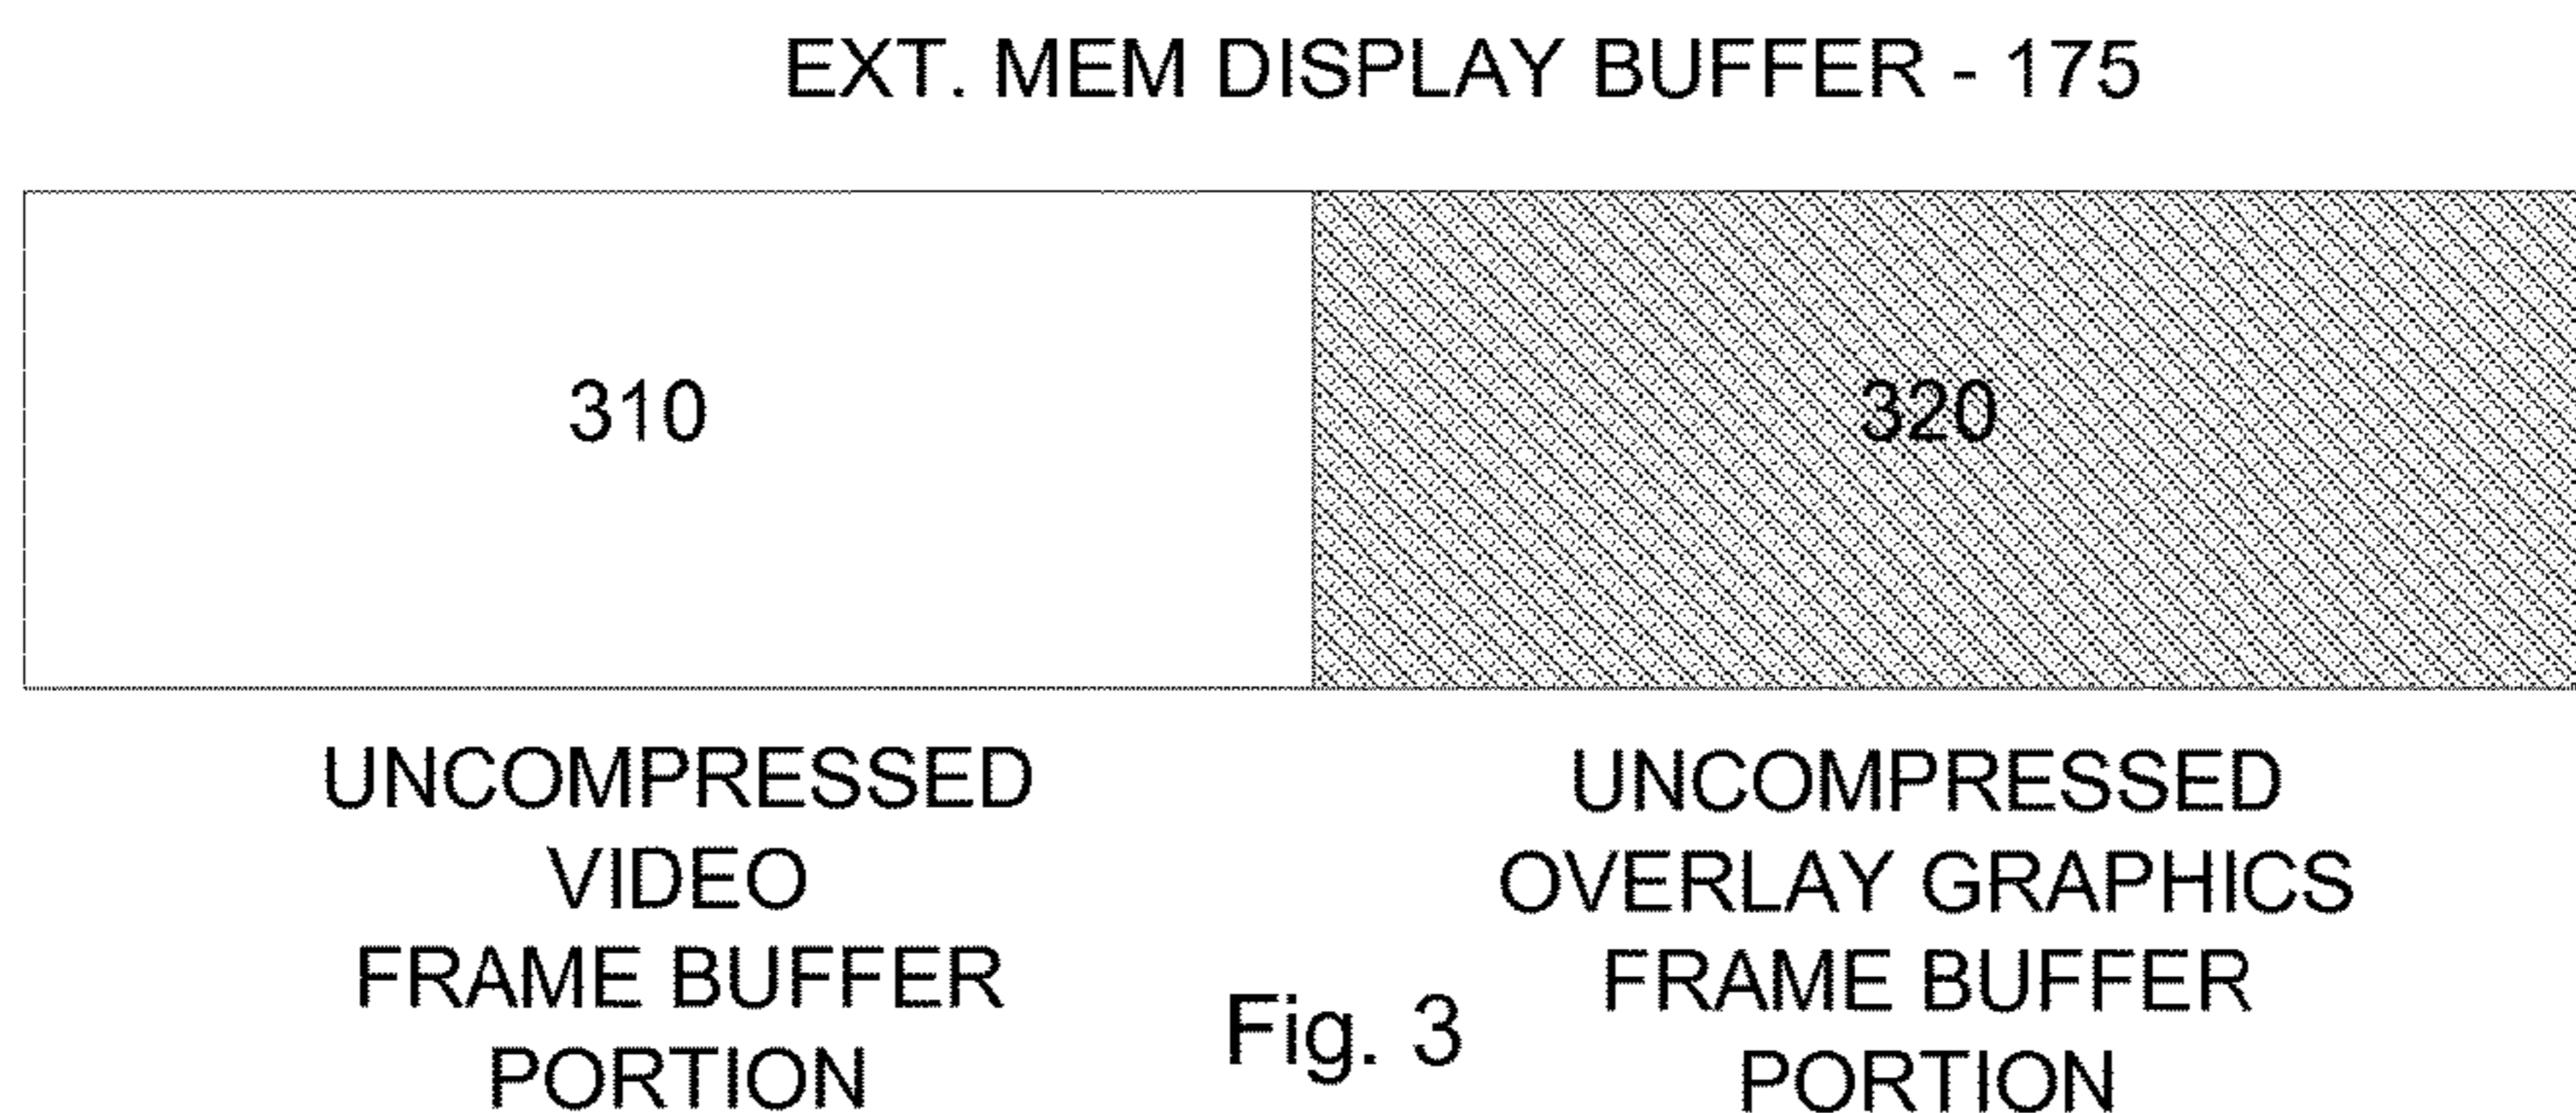 EXT. MEM DISPLAY BUFFER - 175
310
320
UNCOMPRESSED
VIDEO
FRAME BUFFER
PORTION
UNCOMPRESSED
OVERLAY GRAPHICS
FRAME BUFFER
PORTION
Fig. 3